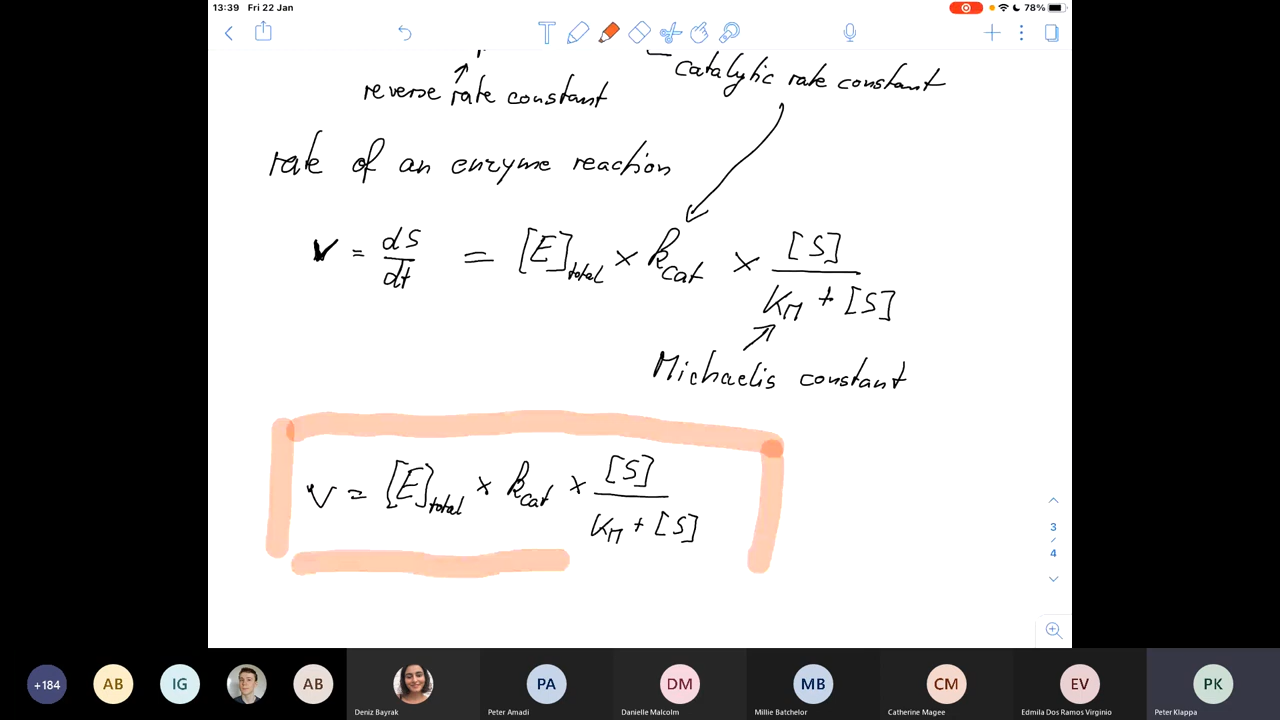 13:39 Fri 22 Jan 78%
catalytic rate constant
reverse rate constant
rate of an enzyme reaction
v = dS/dt = [E]total × kcat × [S] / KM + [S]
Michaelis constant
v = [E]total × kcat × [S] / KM + [S]
3
/
4
+184 AB IG AB PA DM MB CM EV PK
Deniz Bayrak Peter Amadi Danielle Malcolm Millie Batchelor Catherine Magee Edmila Dos Ramos Virginio Peter Klappa